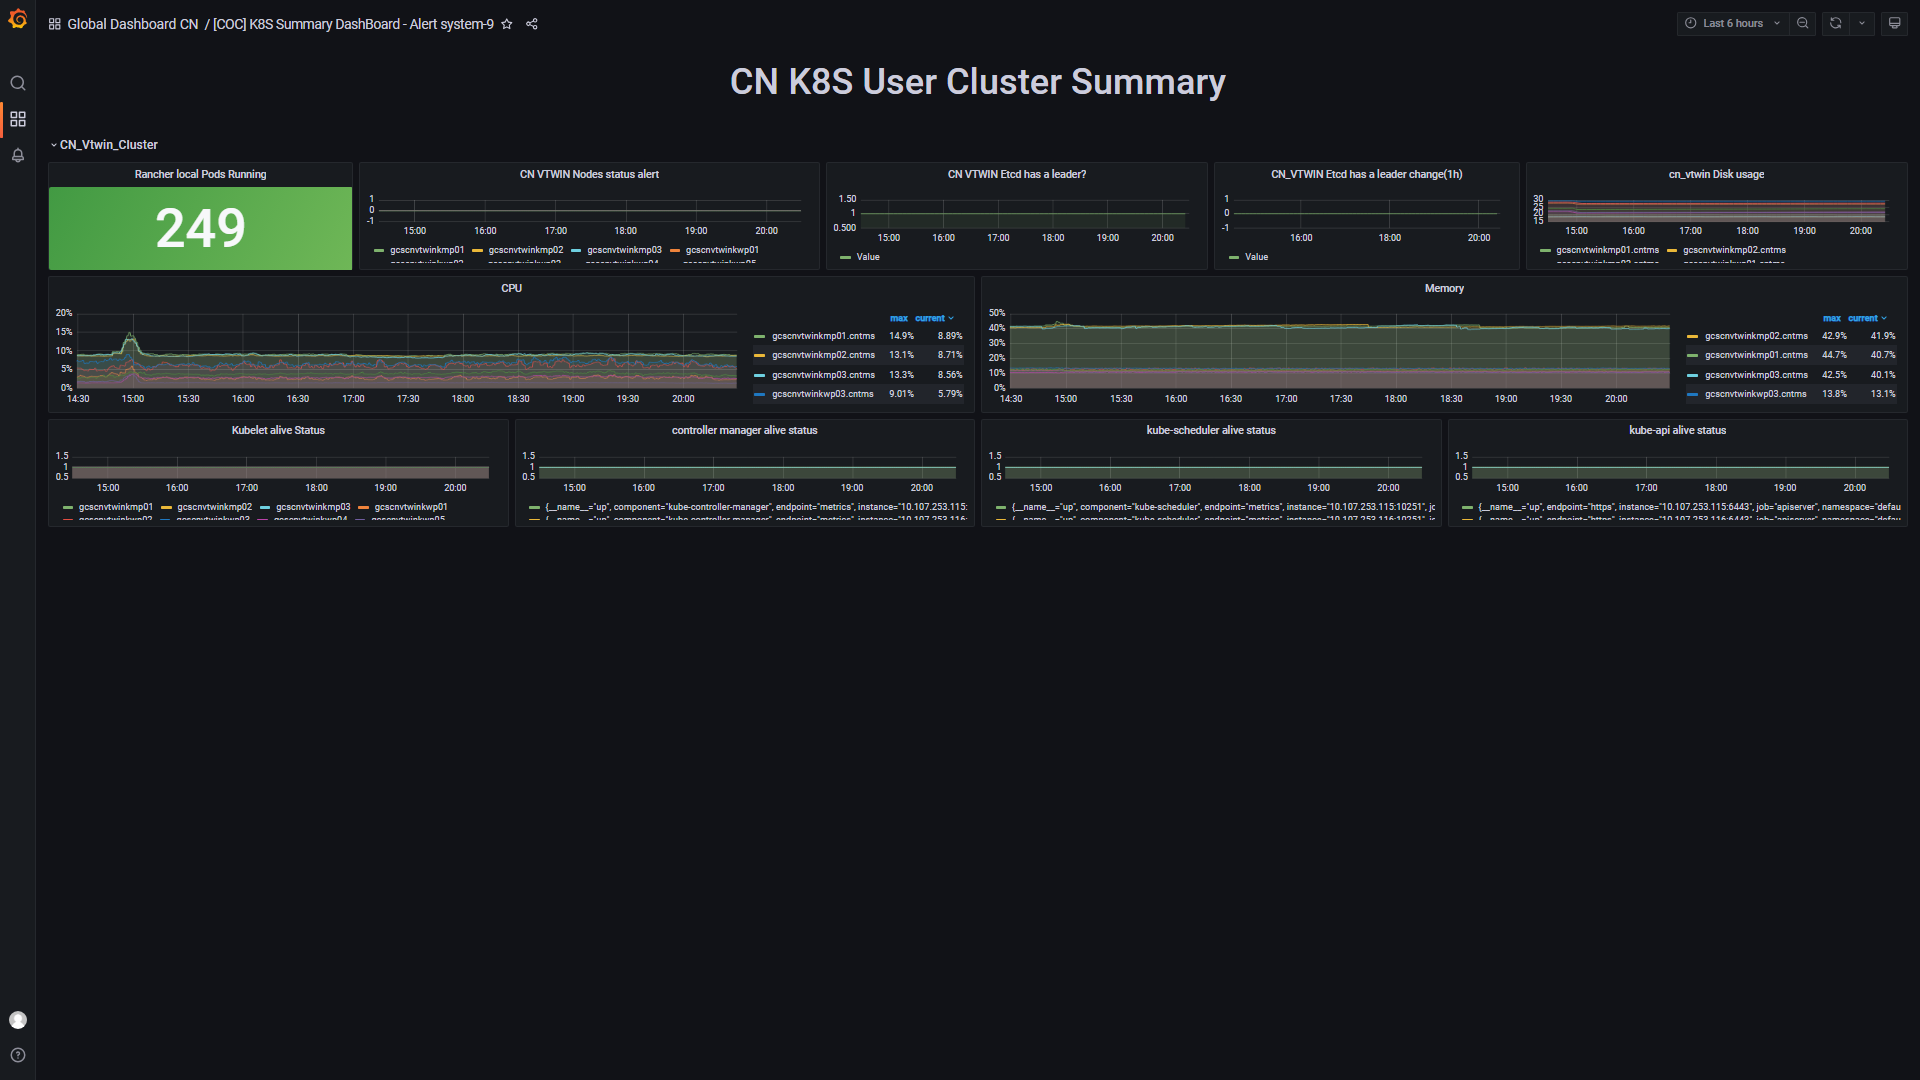 Global Dashboard CN / [COC] K8S Summary DashBoard - Alert system-9
Last 6 hours
CN K8S User Cluster Summary
CN_Vtwin_Cluster
Rancher local Pods Running
249
CN VTWIN Nodes status alert
1
0
-1
15:00 16:00 17:00 18:00 19:00 20:00
gcscnvtwinkmp01 gcscnvtwinkmp02 gcscnvtwinkmp03 gcscnvtwinkwp01
CN VTWIN Etcd has a leader?
1.50
1
0.500
15:00 16:00 17:00 18:00 19:00 20:00
Value
CN_VTWIN Etcd has a leader change(1h)
1
0
-1
16:00 18:00 20:00
Value
cn_vtwin Disk usage
30
25
20
15
15:00 16:00 17:00 18:00 19:00 20:00
gcscnvtwinkmp01.cntms gcscnvtwinkmp02.cntms
CPU
20%
15%
10%
5%
0%
14:30 15:00 15:30 16:00 16:30 17:00 17:30 18:00 18:30 19:00 19:30 20:00
max current
gcscnvtwinkmp01.cntms 14.9% 8.89%
gcscnvtwinkmp02.cntms 13.1% 8.71%
gcscnvtwinkmp03.cntms 13.3% 8.56%
gcscnvtwinkwp03.cntms 9.01% 5.79%
Memory
50%
40%
30%
20%
10%
0%
14:30 15:00 15:30 16:00 16:30 17:00 17:30 18:00 18:30 19:00 19:30 20:00
max current
gcscnvtwinkmp02.cntms 42.9% 41.9%
gcscnvtwinkmp01.cntms 44.7% 40.7%
gcscnvtwinkmp03.cntms 42.5% 40.1%
gcscnvtwinkwp03.cntms 13.8% 13.1%
Kubelet alive Status
1.5
1
0.5
15:00 16:00 17:00 18:00 19:00 20:00
gcscnvtwinkmp01 gcscnvtwinkmp02 gcscnvtwinkmp03 gcscnvtwinkwp01
controller manager alive status
1.5
1
0.5
15:00 16:00 17:00 18:00 19:00 20:00
{__name__="up", component="kube-controller-manager", endpoint="metrics", instance="10.107.253.115:
kube-scheduler alive status
1.5
1
0.5
15:00 16:00 17:00 18:00 19:00 20:00
{__name__="up", component="kube-scheduler", endpoint="metrics", instance="10.107.253.115:10251", jc
kube-api alive status
1.5
1
0.5
15:00 16:00 17:00 18:00 19:00 20:00
{__name__="up", endpoint="https", instance="10.107.253.115:6443", job="apiserver", namespace="defau